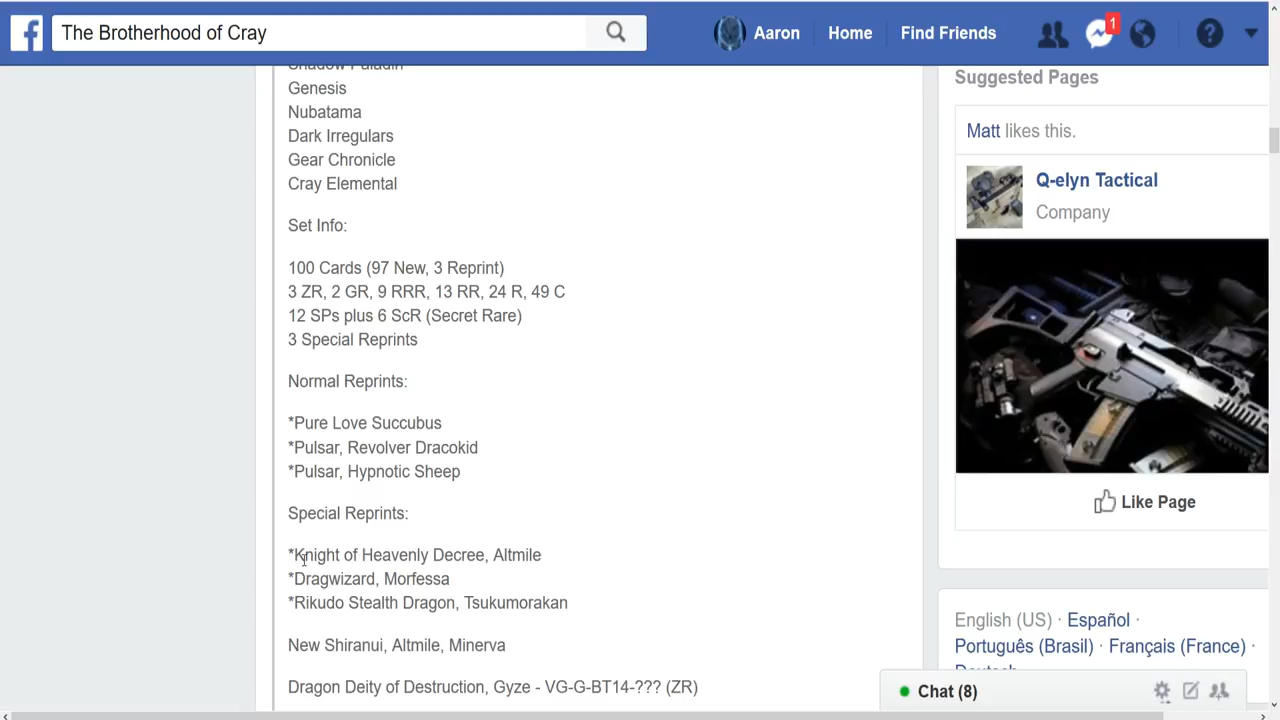 The Brotherhood of Cray
Aaron
Home
Find Friends
1
Shadow Paladin
Genesis
Nubatama
Dark Irregulars
Gear Chronicle
Cray Elemental
Set Info:
100 Cards (97 New, 3 Reprint)
3 ZR, 2 GR, 9 RRR, 13 RR, 24 R, 49 C
12 SPs plus 6 ScR (Secret Rare)
3 Special Reprints
Normal Reprints:
*Pure Love Succubus
*Pulsar, Revolver Dracokid
*Pulsar, Hypnotic Sheep
Special Reprints:
*Knight of Heavenly Decree, Altmile
*Dragwizard, Morfessa
*Rikudo Stealth Dragon, Tsukumorakan
New Shiranui, Altmile, Minerva
Dragon Deity of Destruction, Gyze - VG-G-BT14-??? (ZR)
Suggested Pages
Matt likes this.
Q-elyn Tactical
Company
Like Page
English (US) · Español ·
Português (Brasil) · Français (France) ·
Deutsch
Chat (8)